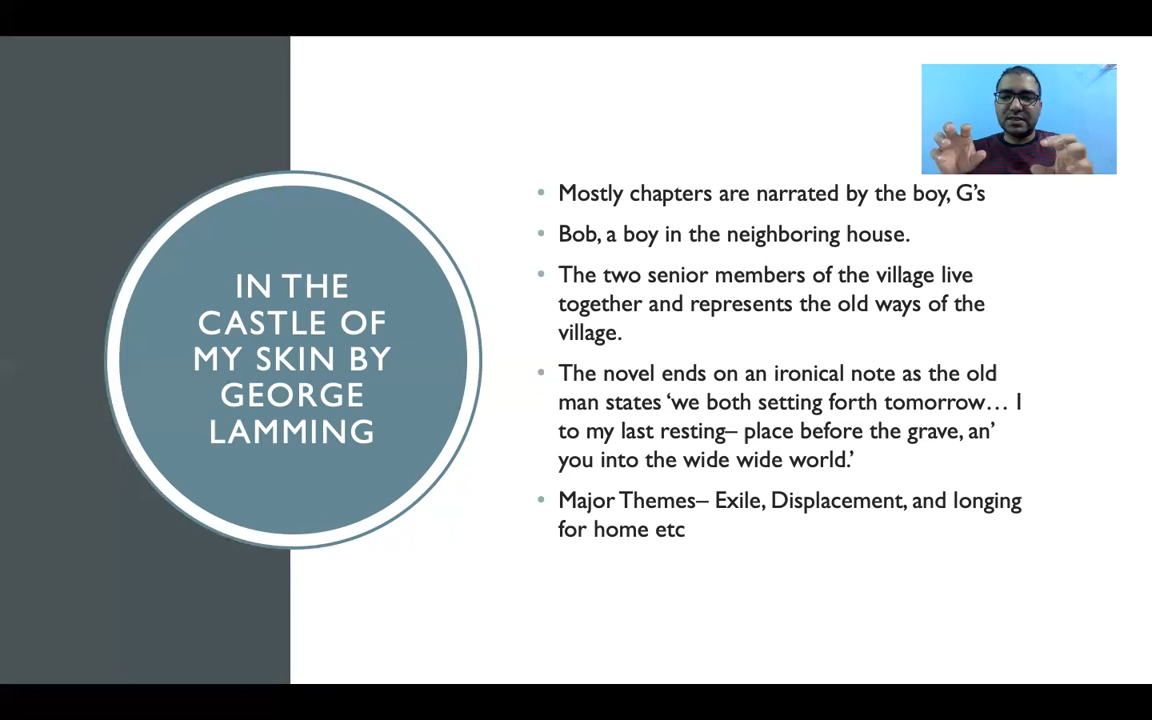 IN THE
CASTLE OF
MY SKIN BY
GEORGE
LAMMING
• Mostly chapters are narrated by the boy, G's
• Bob, a boy in the neighboring house.
• The two senior members of the village live
together and represents the old ways of the
village.
• The novel ends on an ironical note as the old
man states ‘we both setting forth tomorrow… I
to my last resting– place before the grave, an’
you into the wide wide world.’
• Major Themes– Exile, Displacement, and longing
for home etc